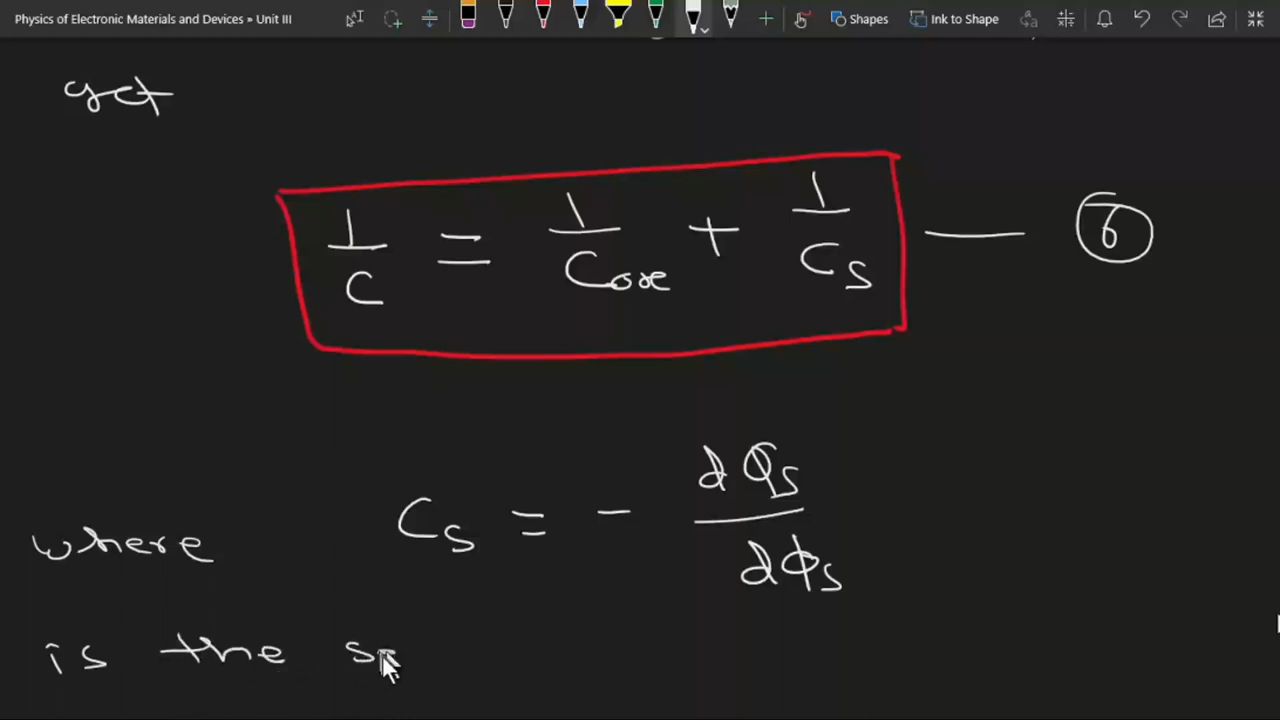 Physics of Electronic Materials and Devices » Unit III
Shapes
Ink to Shape
get
1/C = 1/Cox + 1/Cs — 6
where Cs = - dQs/dϕs
is the